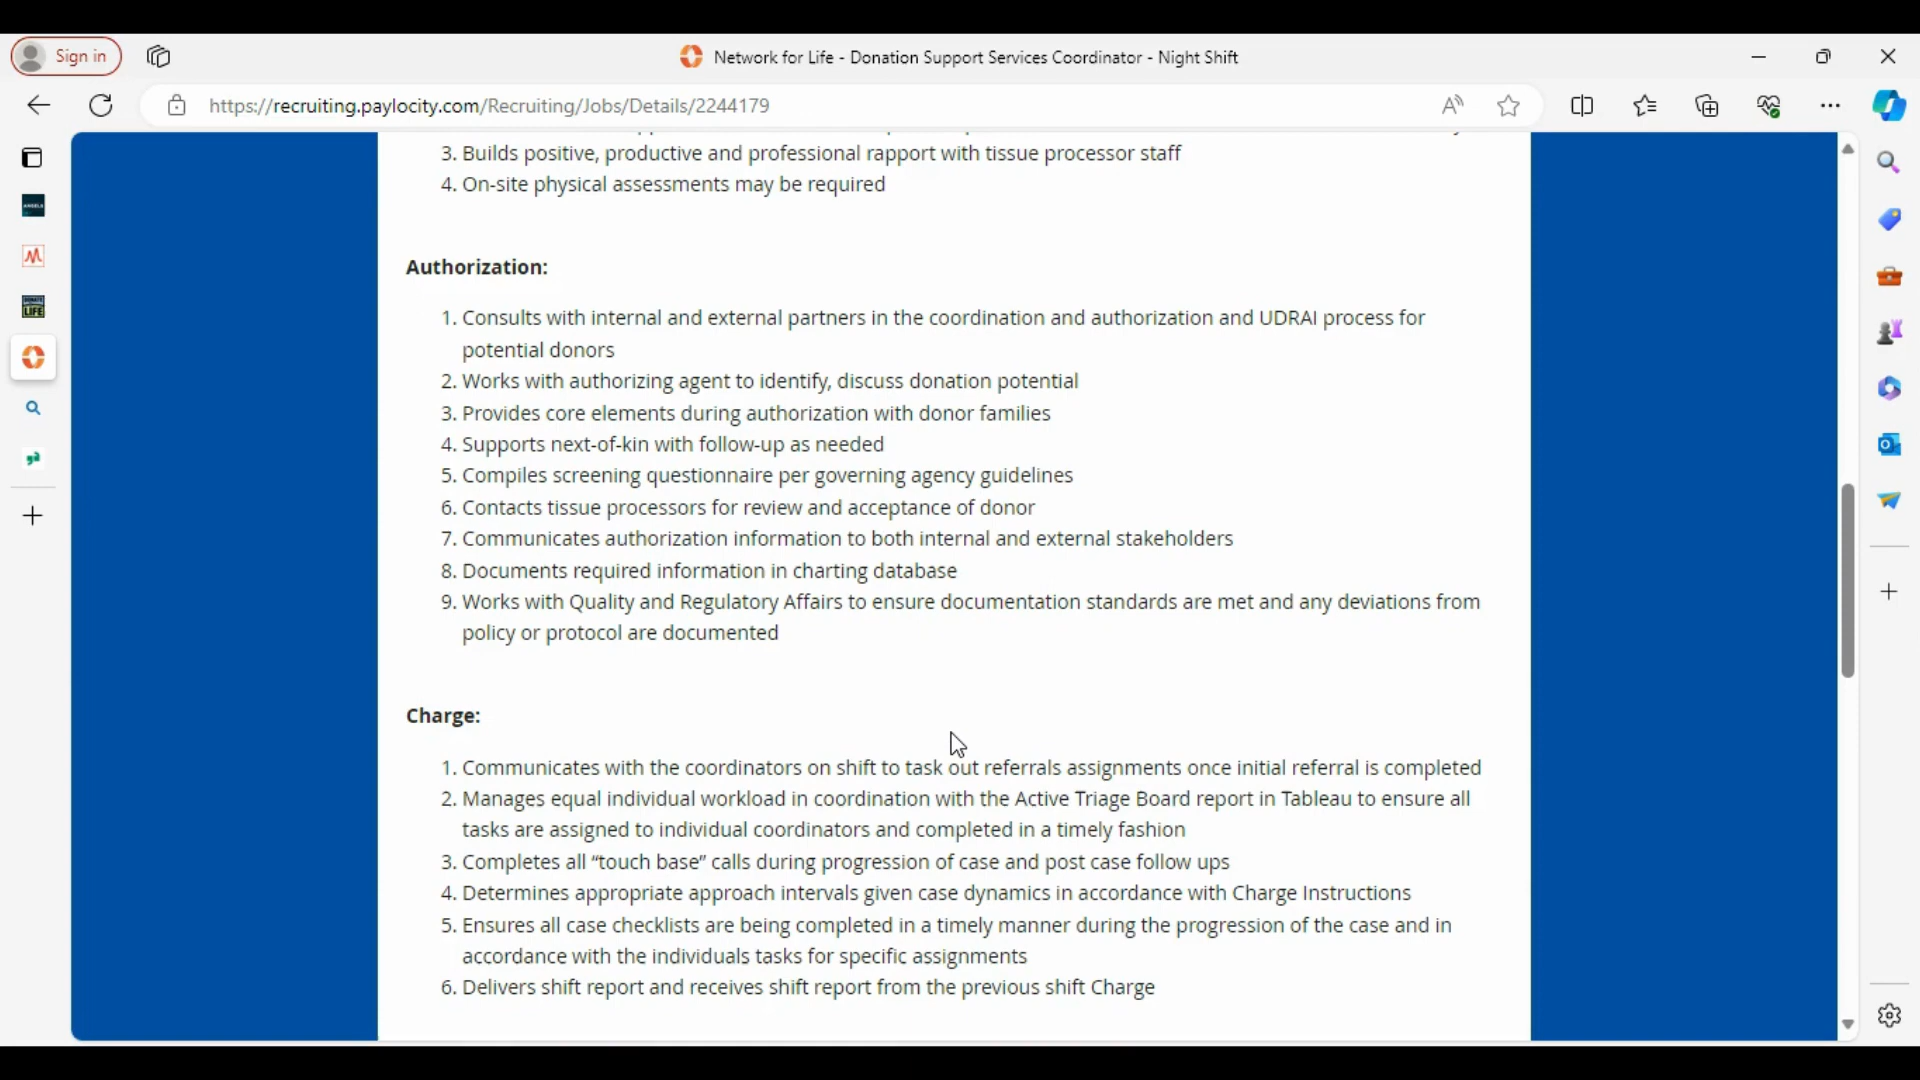 Sign in
Network for Life - Donation Support Services Coordinator - Night Shift
https://recruiting.paylocity.com/Recruiting/Jobs/Details/2244179
3. Builds positive, productive and professional rapport with tissue processor staff
4. On-site physical assessments may be required
Authorization:
1. Consults with internal and external partners in the coordination and authorization and UDRAI process for
potential donors
2. Works with authorizing agent to identify, discuss donation potential
3. Provides core elements during authorization with donor families
4. Supports next-of-kin with follow-up as needed
5. Compiles screening questionnaire per governing agency guidelines
6. Contacts tissue processors for review and acceptance of donor
7. Communicates authorization information to both internal and external stakeholders
8. Documents required information in charting database
9. Works with Quality and Regulatory Affairs to ensure documentation standards are met and any deviations from
policy or protocol are documented
Charge:
1. Communicates with the coordinators on shift to task out referrals assignments once initial referral is completed
2. Manages equal individual workload in coordination with the Active Triage Board report in Tableau to ensure all
tasks are assigned to individual coordinators and completed in a timely fashion
3. Completes all “touch base” calls during progression of case and post case follow ups
4. Determines appropriate approach intervals given case dynamics in accordance with Charge Instructions
5. Ensures all case checklists are being completed in a timely manner during the progression of the case and in
accordance with the individuals tasks for specific assignments
6. Delivers shift report and receives shift report from the previous shift Charge